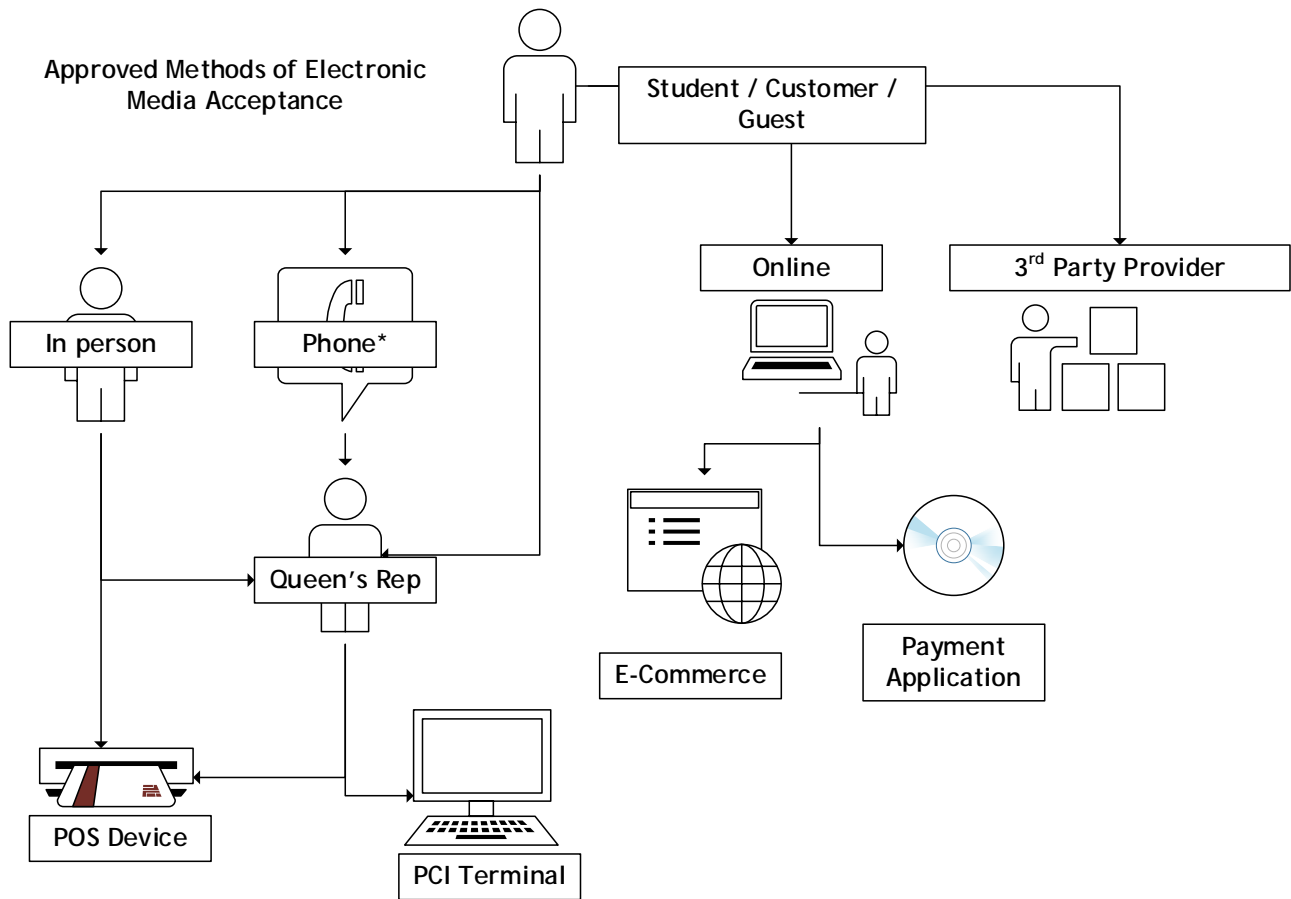 Approved Methods of Electronic
Media Acceptance
Student / Customer /
Guest
Online
3rd Party Provider
In person
Phone*
Queen's Rep
E-Commerce
Payment
Application
POS Device
PCI Terminal